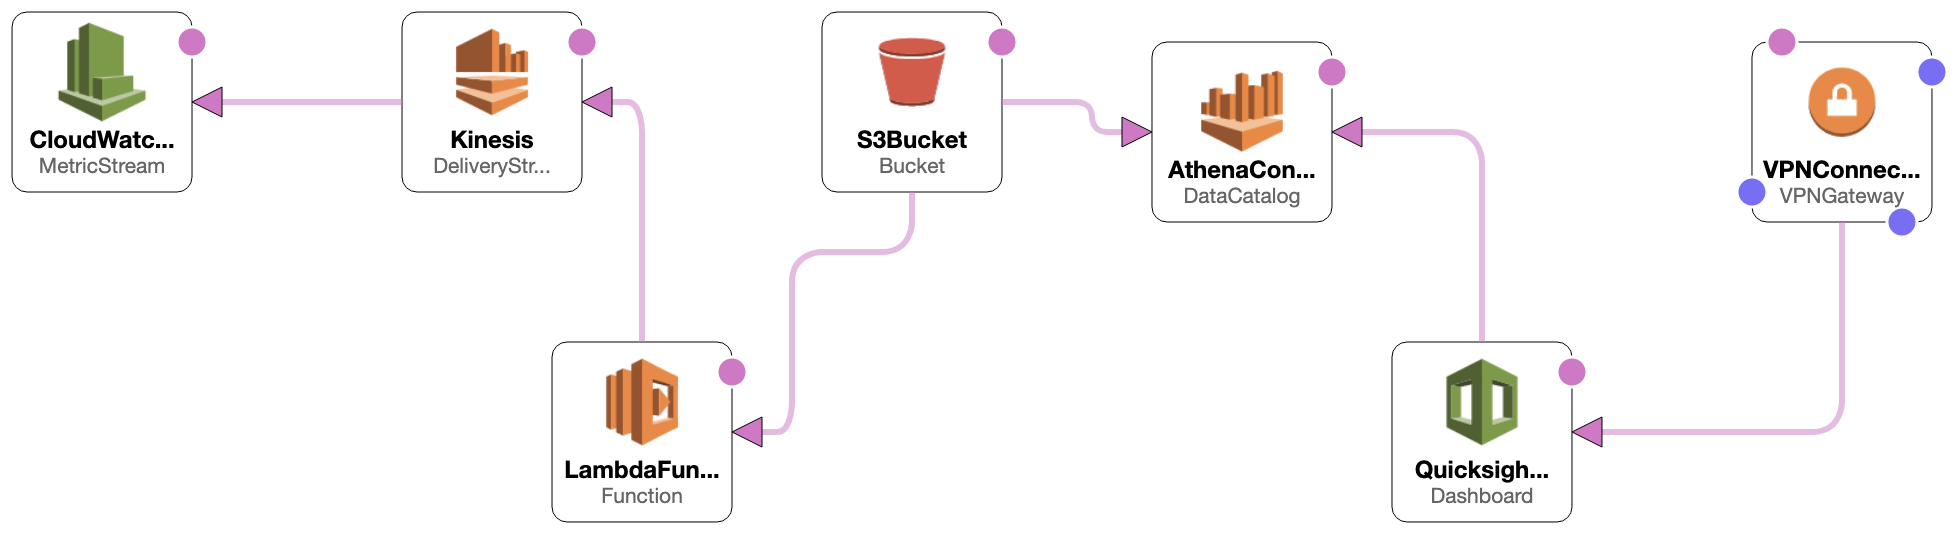 CloudWatc...
MetricStream
Kinesis
DeliveryStr...
S3Bucket
Bucket
AthenaCon...
DataCatalog
VPNConnec...
VPNGateway
LambdaFun...
Function
Quicksigh...
Dashboard